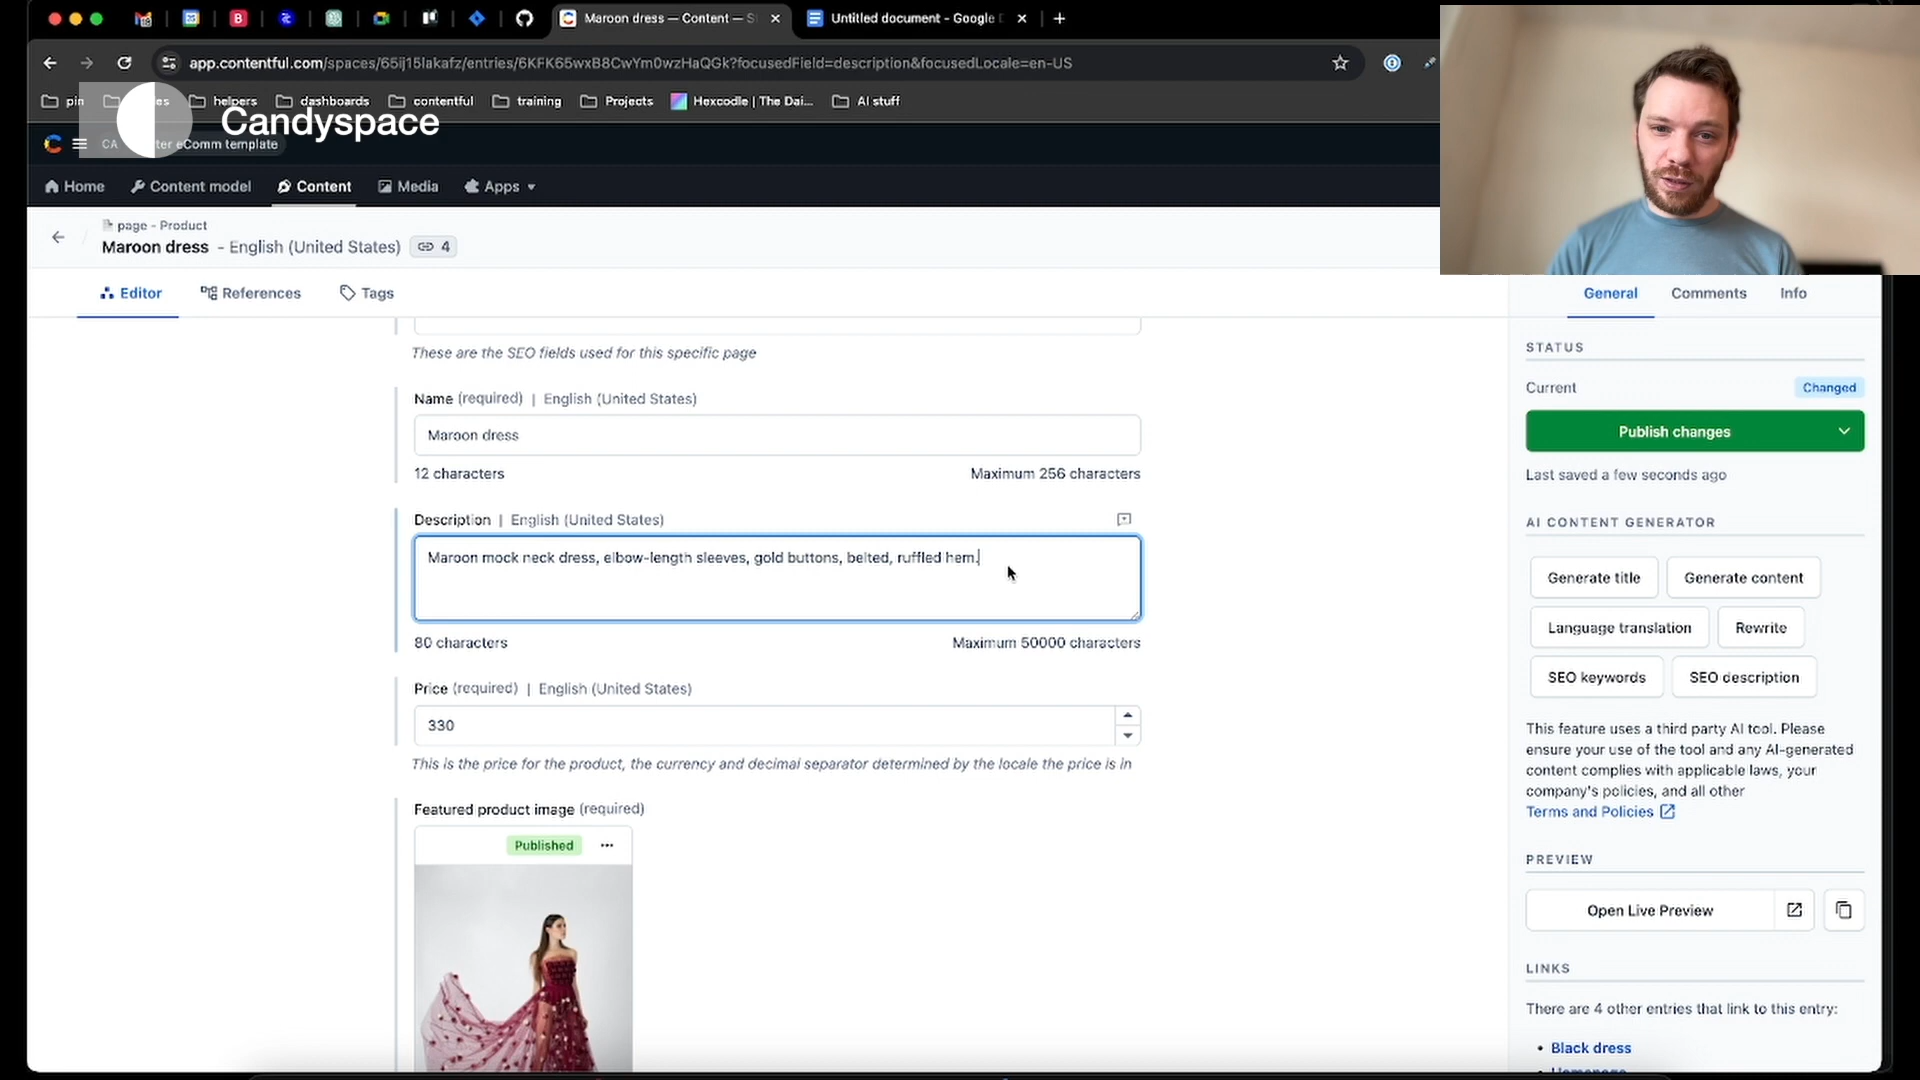 Maroon dress — Content — S
Untitled document - Google D
app.contentful.com/spaces/65ij15lakafz/entries/6KFK65wxB8CwYm0wzHaQGk?focusedField=description&focusedLocale=en-US
pin
helpers
dashboards
contentful
training
Projects
Hexcodle | The Dai...
AI stuff
Candyspace
CA
ter eComm template
Home
Content model
Content
Media
Apps
page - Product
Maroon dress - English (United States) 4
Editor
References
Tags
General
Comments
Info
These are the SEO fields used for this specific page
Name (required) | English (United States)
Maroon dress
12 characters
Maximum 256 characters
Description | English (United States)
Maroon mock neck dress, elbow-length sleeves, gold buttons, belted, ruffled hem.
80 characters
Maximum 50000 characters
Price (required) | English (United States)
330
This is the price for the product, the currency and decimal separator determined by the locale the price is in
Featured product image (required)
Published
STATUS
Current
Changed
Publish changes
Last saved a few seconds ago
AI CONTENT GENERATOR
Generate title
Generate content
Language translation
Rewrite
SEO keywords
SEO description
This feature uses a third party AI tool. Please
ensure your use of the tool and any AI-generated
content complies with applicable laws, your
company's policies, and all other
Terms and Policies
PREVIEW
Open Live Preview
LINKS
There are 4 other entries that link to this entry:
Black dress